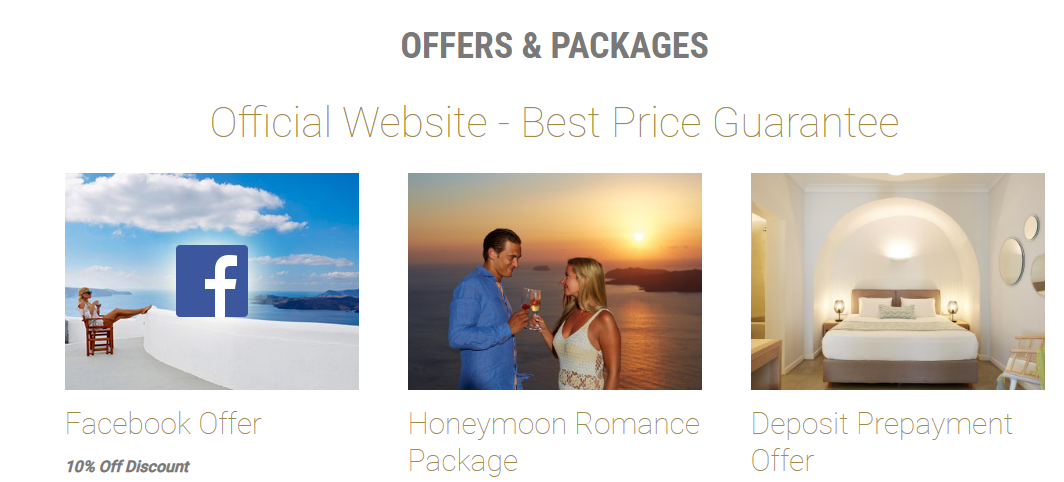 OFFERS & PACKAGES
Official Website - Best Price Guarantee
Facebook Offer
10% Off Discount
Honeymoon Romance
Package
Deposit Prepayment
Offer